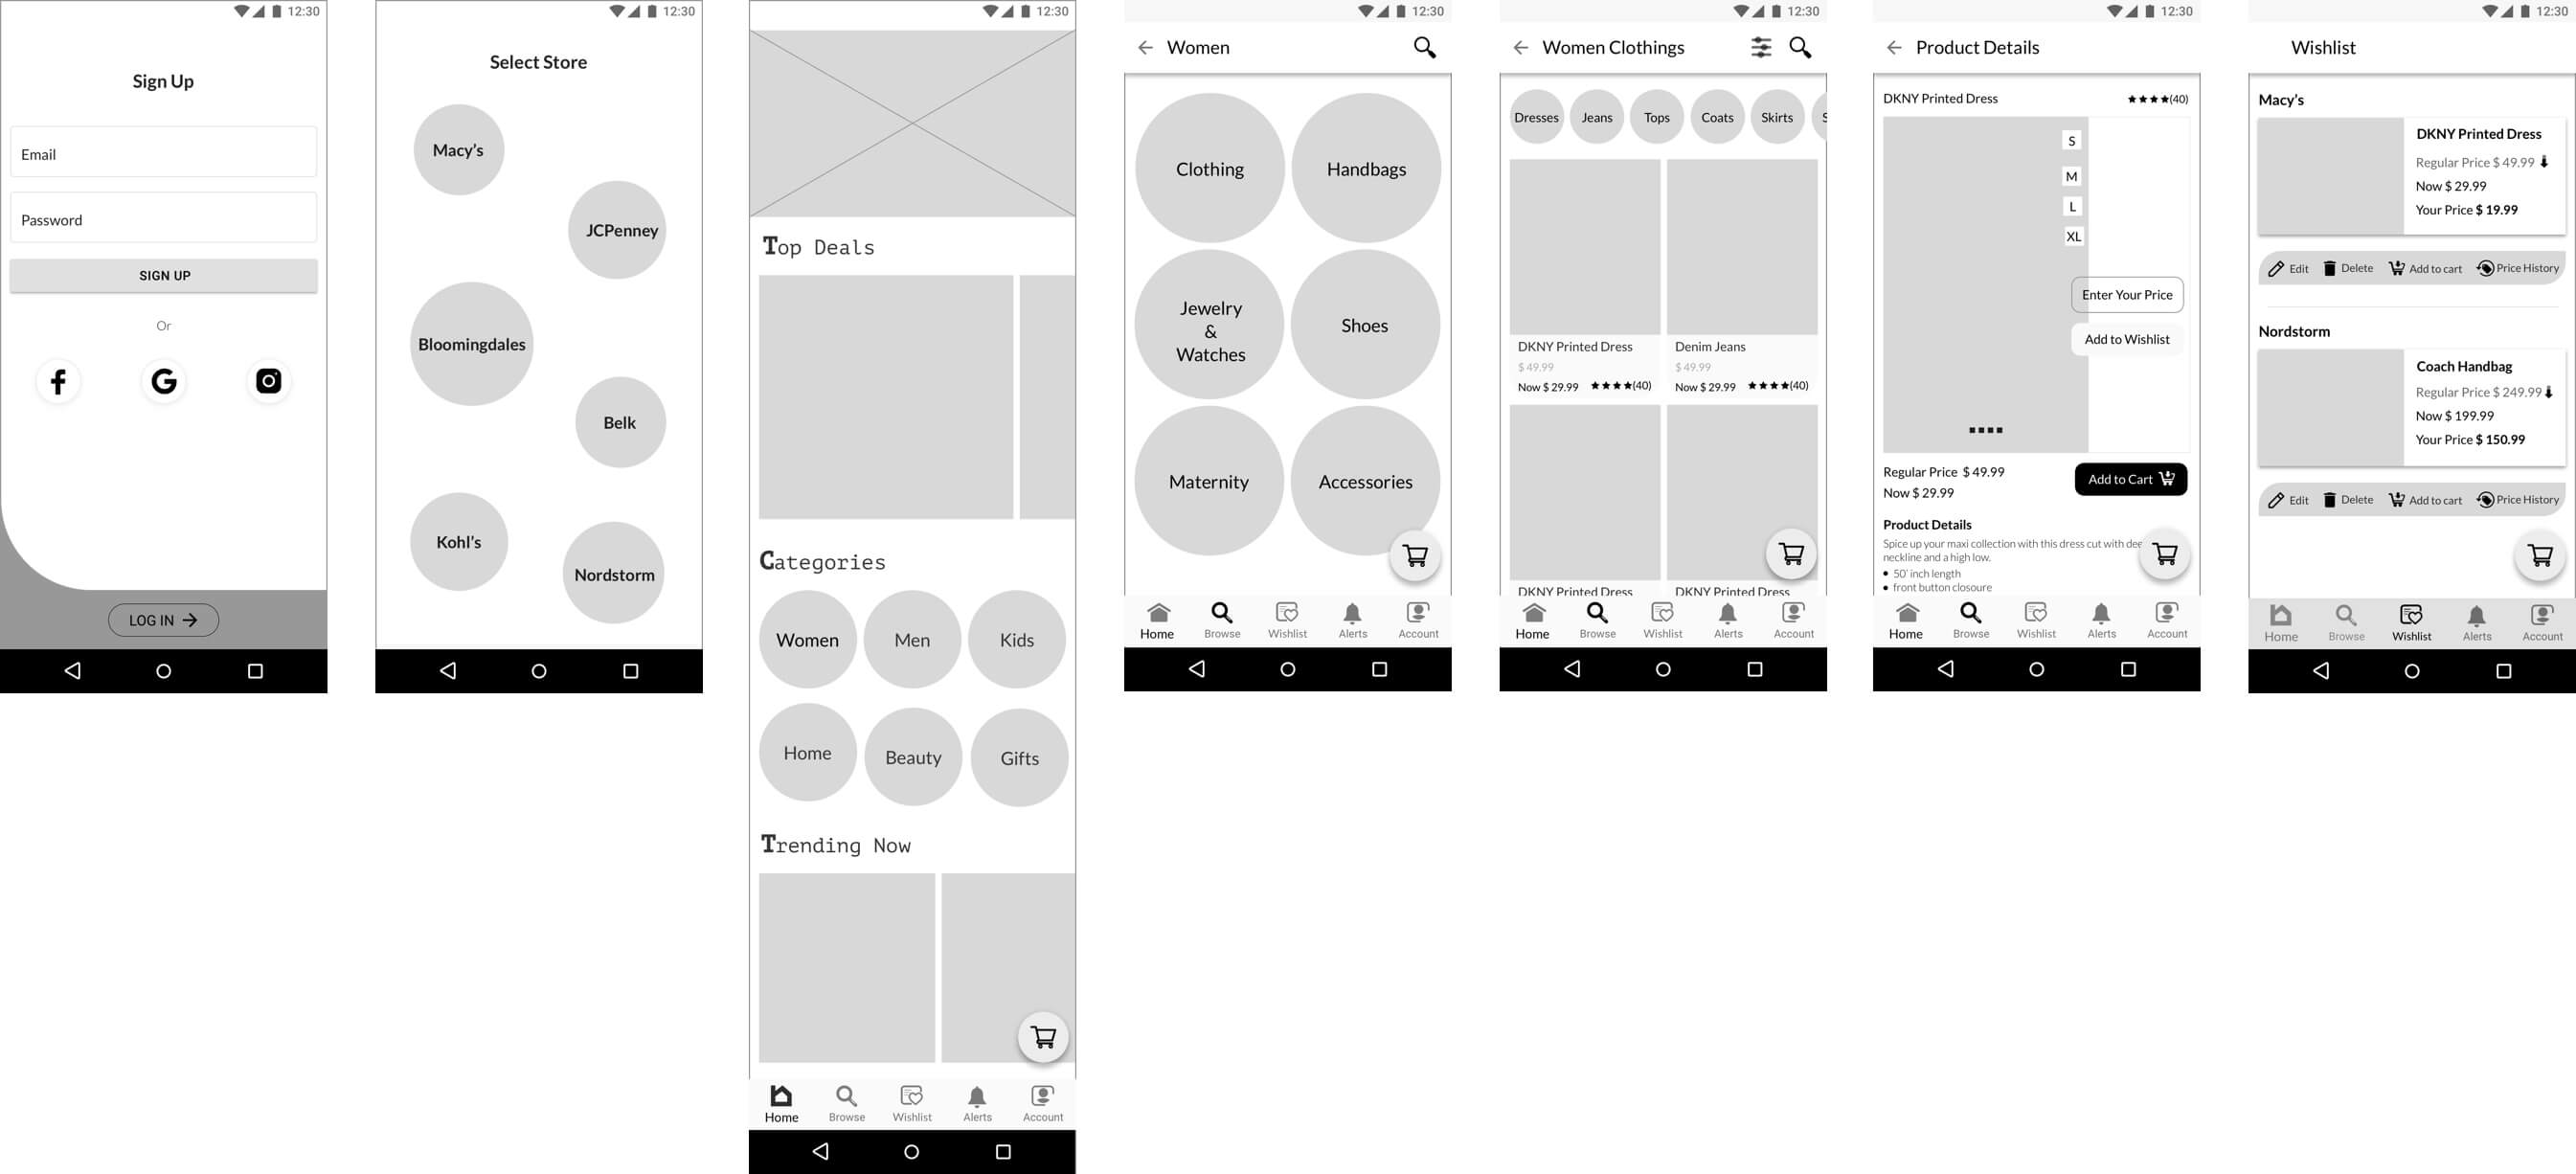 12:30
Sign Up
Email
Password
SIGN UP
Or
LOG IN
12:30
Select Store
Macy's
JCPenney
Bloomingdales
Belk
Kohl's
Nordstorm
12:30
Top Deals
Categories
Women Men Kids
Home Beauty Gifts
Trending Now
Home Browse Wishlist Alerts Account
12:30
Women
Clothing Handbags
Jewelry
&
Watches
Shoes
Maternity Accessories
Home Browse Wishlist Alerts Account
12:30
Women Clothings
Dresses Jeans Tops Coats Skirts S
DKNY Printed Dress
$ 49.99
Now $ 29.99 ★★★★(40)
Denim Jeans
$ 49.99
Now $ 29.99 ★★★★(40)
DKNY Printed Dress DKNY Printed Dress
Home Browse Wishlist Alerts Account
12:30
Product Details
DKNY Printed Dress ★★★★(40)
S
M
L
XL
Enter Your Price
Add to Wishlist
Regular Price $ 49.99
Now $ 29.99
Add to Cart
Product Details
Spice up your maxi collection with this dress cut with dee
neckline and a high low.
• 50' inch length
• front button closoure
Home Browse Wishlist Alerts Account
12:30
Wishlist
Macy's
DKNY Printed Dress
Regular Price $ 49.99
Now $ 29.99
Your Price $ 19.99
Edit Delete Add to cart Price History
Nordstorm
Coach Handbag
Regular Price $ 249.99
Now $ 199.99
Your Price $ 150.99
Edit Delete Add to cart Price History
Home Browse Wishlist Alerts Account